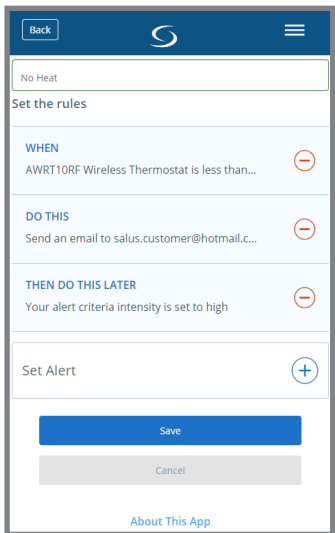 Back
No Heat
Set the rules
WHEN
AWRT10RF Wireless Thermostat is less than...
DO THIS
Send an email to salus.customer@hotmail.c...
THEN DO THIS LATER
Your alert criteria intensity is set to high
Set Alert
Save
Cancel
About This App